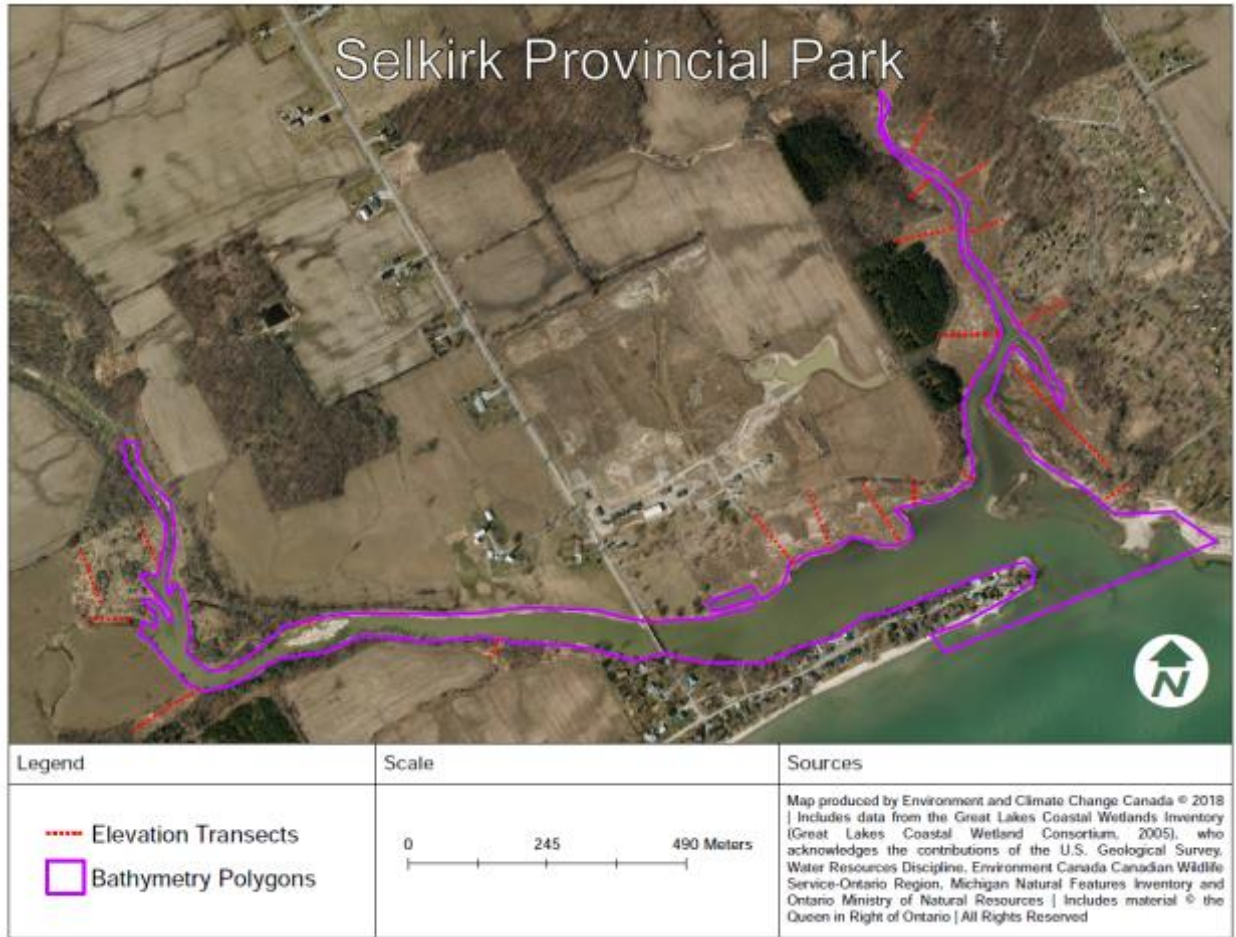 Selkirk Provincial Park
N
Legend
Elevation Transects
Bathymetry Polygons
Scale
0 245 490 Meters
Sources
Map produced by Environment and Climate Change Canada © 2018
| Includes data from the Great Lakes Coastal Wetlands Inventory
(Great Lakes Coastal Wetland Consortium, 2005), who
acknowledges the contributions of the U.S. Geological Survey,
Water Resources Discipline, Environment Canada Canadian Wildlife
Service-Ontario Region, Michigan Natural Features Inventory and
Ontario Ministry of Natural Resources | Includes material © the
Queen in Right of Ontario | All Rights Reserved